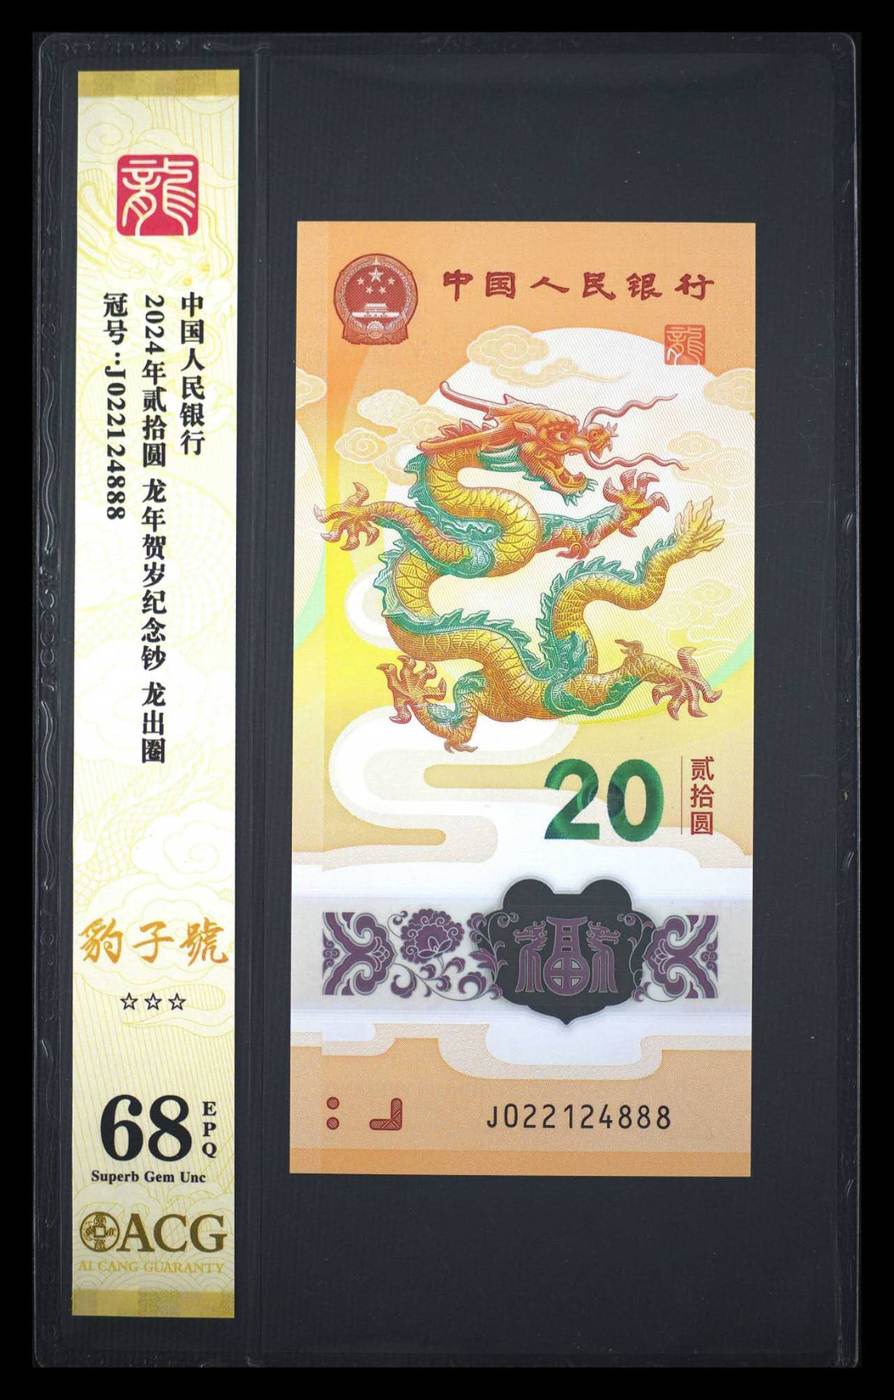 龍
中国人民银行
2024年贰拾圆 龙年贺岁纪念钞 龙出圈
冠号:J022124888
豹子號
☆☆☆
68 EPQ
Superb Gem Unc
ACG
AI CANG GUARANTY
中国人民银行
龍
20 贰拾圆
福
J022124888